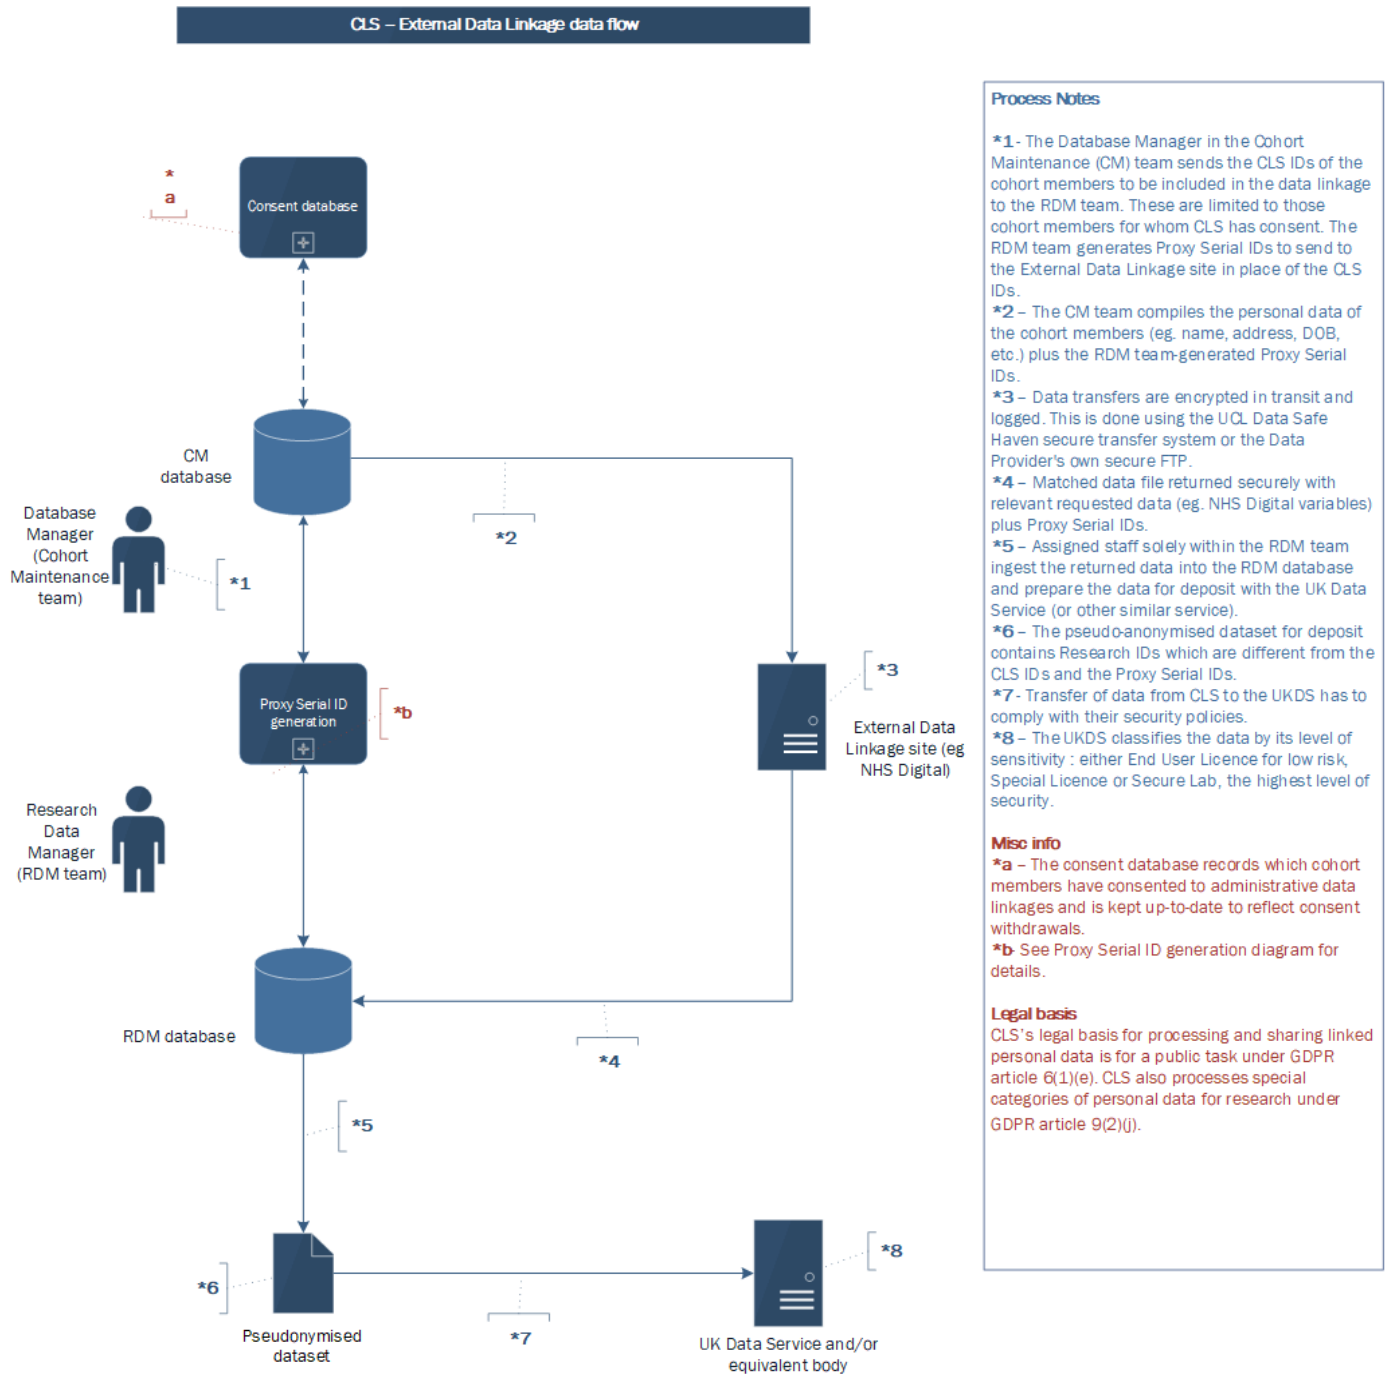 CLS – External Data Linkage data flow
*
a
Consent database
CM
database
*2
Database
Manager
(Cohort
Maintenance
team)
*1
Proxy Serial ID
generation
*b
*3
External Data
Linkage site (eg
NHS Digital)
Research
Data
Manager
(RDM team)
RDM database
*4
*5
*6
Pseudonymised
dataset
*7
*8
UK Data Service and/or
equivalent body
Process Notes
*1- The Database Manager in the Cohort
Maintenance (CM) team sends the CLS IDs of the
cohort members to be included in the data linkage
to the RDM team. These are limited to those
cohort members for whom CLS has consent. The
RDM team generates Proxy Serial IDs to send to
the External Data Linkage site in place of the CLS
IDs.
*2 – The CM team compiles the personal data of
the cohort members (eg. name, address, DOB,
etc.) plus the RDM team-generated Proxy Serial
IDs.
*3 – Data transfers are encrypted in transit and
logged. This is done using the UCL Data Safe
Haven secure transfer system or the Data
Provider's own secure FTP.
*4 – Matched data file returned securely with
relevant requested data (eg. NHS Digital variables)
plus Proxy Serial IDs.
*5 – Assigned staff solely within the RDM team
ingest the returned data into the RDM database
and prepare the data for deposit with the UK Data
Service (or other similar service).
*6 – The pseudo-anonymised dataset for deposit
contains Research IDs which are different from the
CLS IDs and the Proxy Serial IDs.
*7- Transfer of data from CLS to the UKDS has to
comply with their security policies.
*8 – The UKDS classifies the data by its level of
sensitivity : either End User Licence for low risk,
Special Licence or Secure Lab, the highest level of
security.
Misc info
*a – The consent database records which cohort
members have consented to administrative data
linkages and is kept up-to-date to reflect consent
withdrawals.
*b- See Proxy Serial ID generation diagram for
details.
Legal basis
CLS's legal basis for processing and sharing linked
personal data is for a public task under GDPR
article 6(1)(e). CLS also processes special
categories of personal data for research under
GDPR article 9(2)(j).